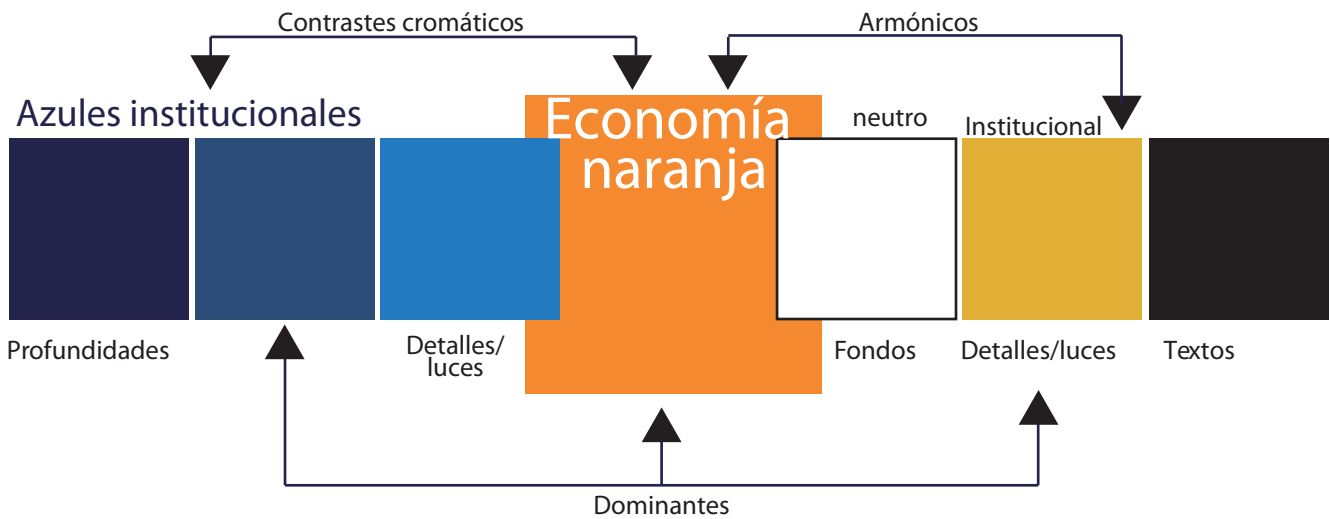 Contrastes cromáticos
Armónicos
Azules institucionales
Economía
naranja
neutro
Institucional
Profundidades
Detalles/
luces
Fondos
Detalles/luces
Textos
Dominantes